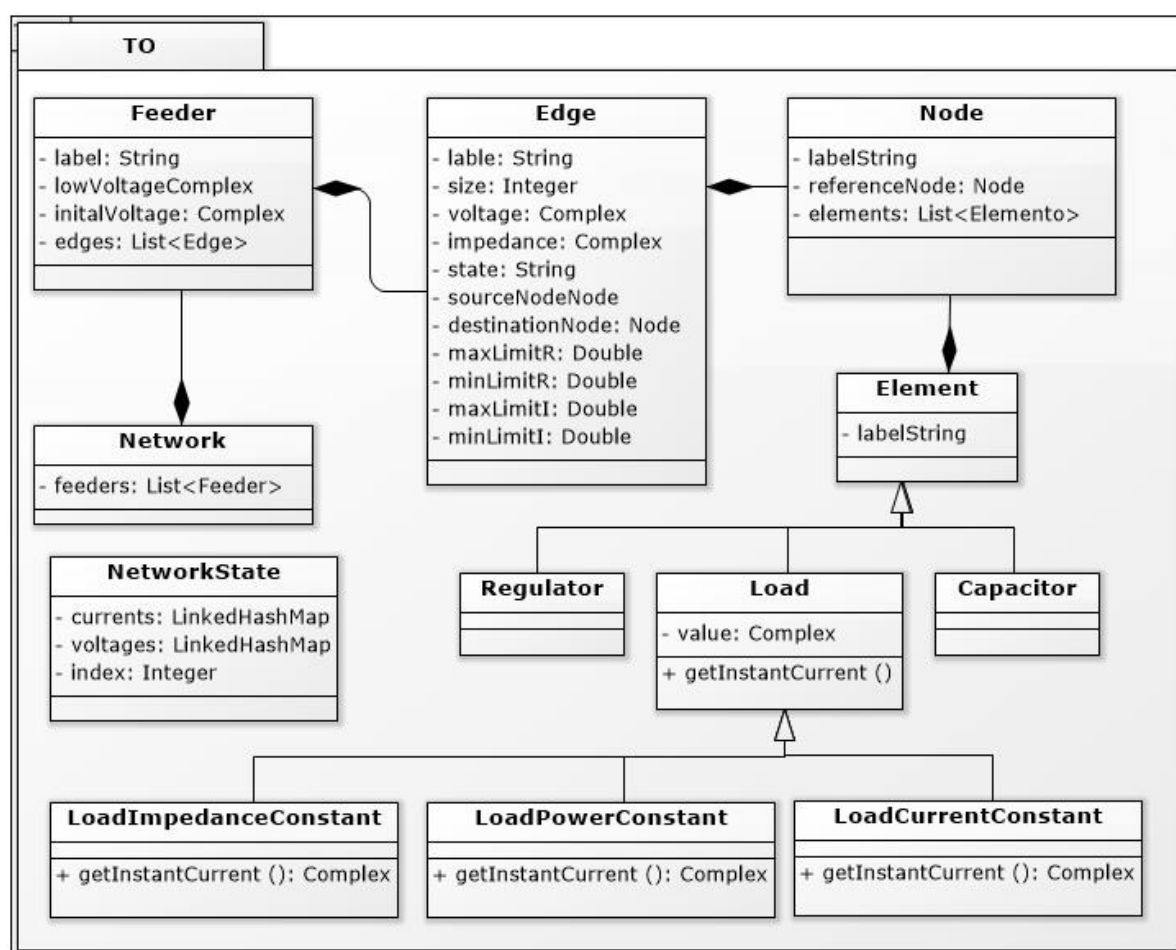 TO
Feeder
- label: String
- lowVoltageComplex
- initalVoltage: Complex
- edges: List<Edge>
Edge
- lable: String
- size: Integer
- voltage: Complex
- impedance: Complex
- state: String
- sourceNodeNode
- destinationNode: Node
- maxLimitR: Double
- minLimitR: Double
- maxLimitI: Double
- minLimitI: Double
Node
- labelString
- referenceNode: Node
- elements: List<Elemento>
Element
- labelString
Network
- feeders: List<Feeder>
NetworkState
- currents: LinkedHashMap
- voltages: LinkedHashMap
- index: Integer
Regulator
Load
- value: Complex
+ getInstantCurrent ()
Capacitor
LoadImpedanceConstant
+ getInstantCurrent (): Complex
LoadPowerConstant
+ getInstantCurrent (): Complex
LoadCurrentConstant
+ getInstantCurrent (): Complex